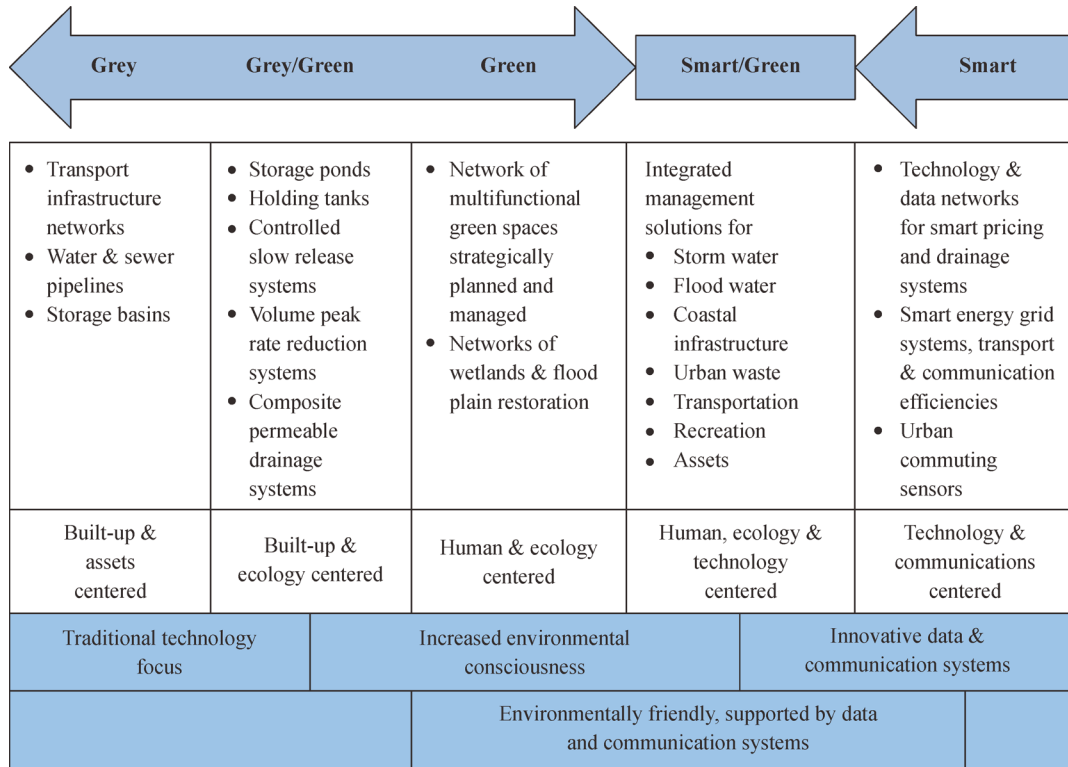 Grey
Grey/Green
Green
Smart/Green
Smart
• Transport
infrastructure
networks
• Water & sewer
pipelines
• Storage basins
• Storage ponds
• Holding tanks
• Controlled
slow release
systems
• Volume peak
rate reduction
systems
• Composite
permeable
drainage
systems
• Network of
multifunctional
green spaces
strategically
planned and
managed
• Networks of
wetlands & flood
plain restoration
Integrated
management
solutions for
• Storm water
• Flood water
• Coastal
infrastructure
• Urban waste
• Transportation
• Recreation
• Assets
• Technology &
data networks
for smart pricing
and drainage
systems
• Smart energy grid
systems, transport
& communication
efficiencies
• Urban
commuting
sensors
Built-up &
assets
centered
Built-up &
ecology centered
Human & ecology
centered
Human, ecology &
technology
centered
Technology &
communications
centered
Traditional technology
focus
Increased environmental
consciousness
Innovative data &
communication systems
Environmentally friendly, supported by data
and communication systems